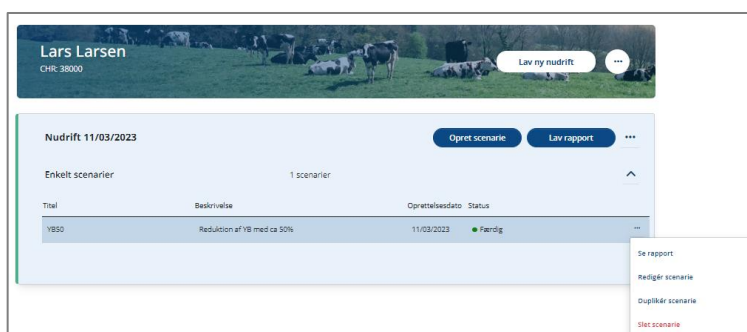 Lars Larsen
CHR: 38000
Lav ny nudrift
Nudrift 11/03/2023
Opret scenarie
Lav rapport
Enkelt scenarier
1 scenarier
Titel Beskrivelse Oprettelsesdato Status
YB50 Reduktion af YB med ca 50% 11/03/2023 Færdig
Se rapport
Redigér scenarie
Duplikér scenarie
Slet scenarie